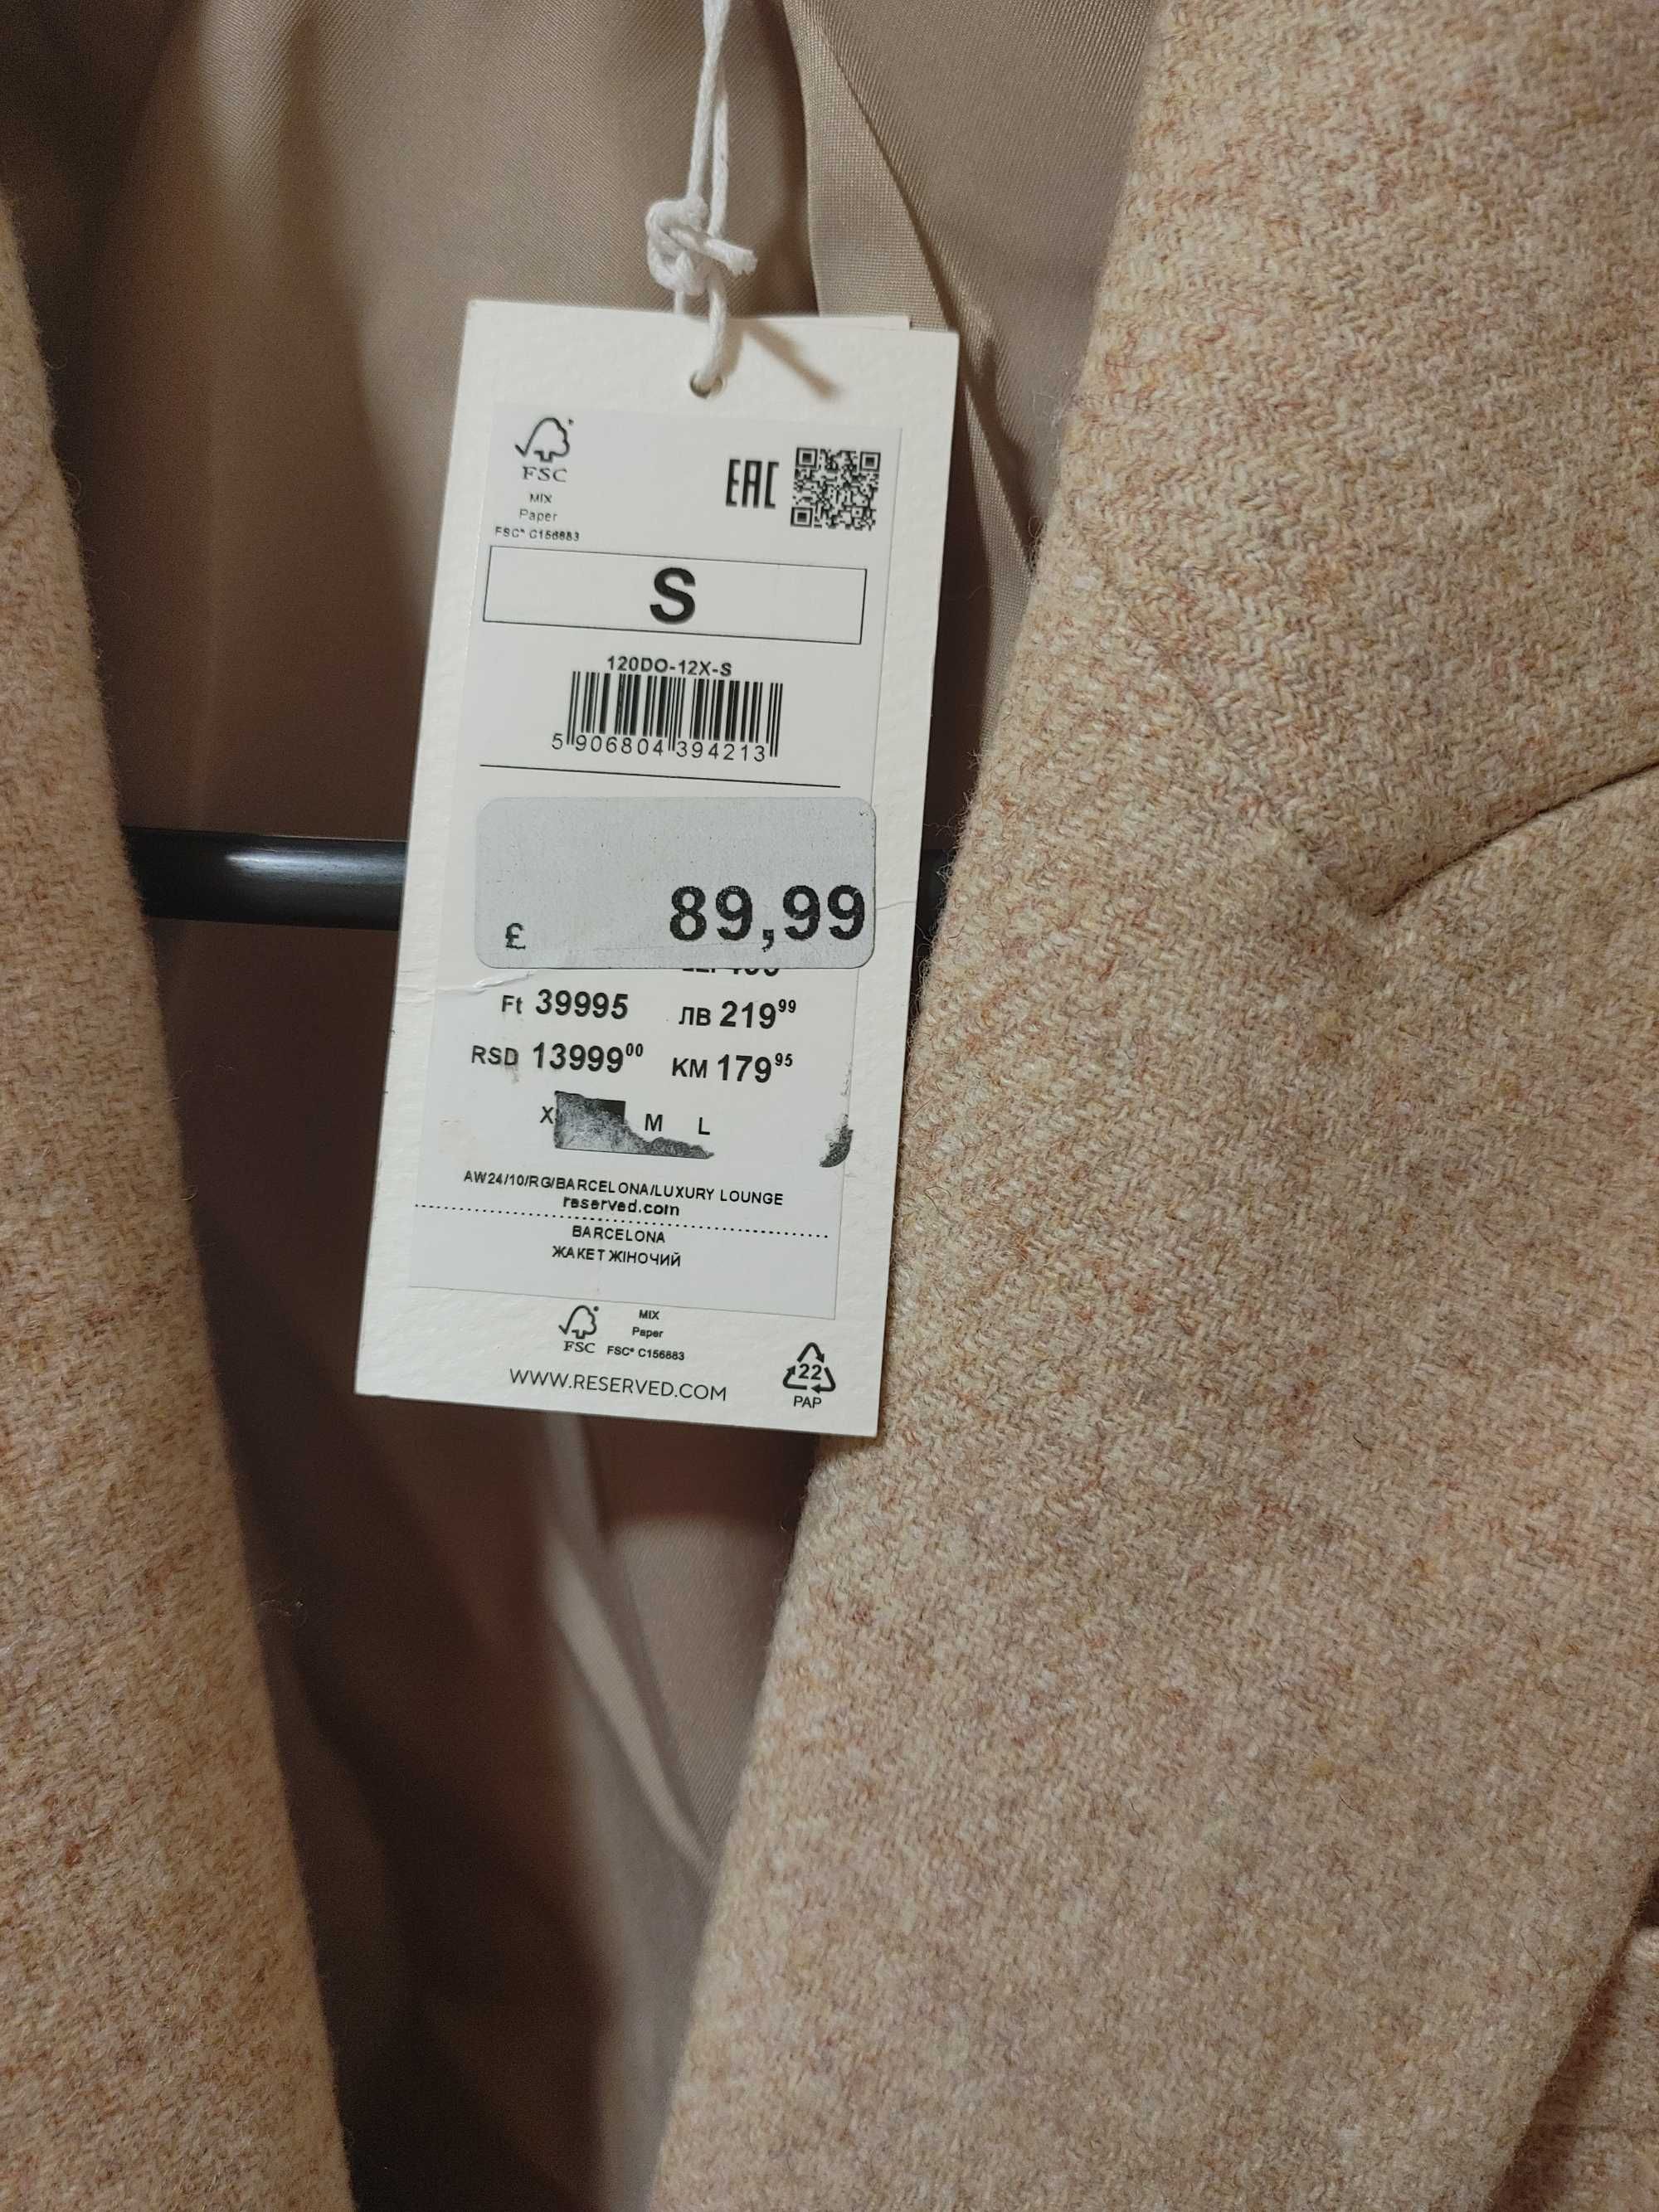 FSC
MIX
Paper
FSC® C156883
EAC
S
120DO-12X-S
5 906804 394213
£ 89,99
Ft 39995 ЛВ 219⁹⁹
RSD 13999⁰⁰ KM 179⁹⁵
M L
AW24/10/RG/BARCELONA/LUXURY LOUNGE
reserved.com
BARCELONA
ЖАКЕТ ЖІНОЧИЙ
FSC
MIX
Paper
FSC® C156883
WWW.RESERVED.COM
22
PAP